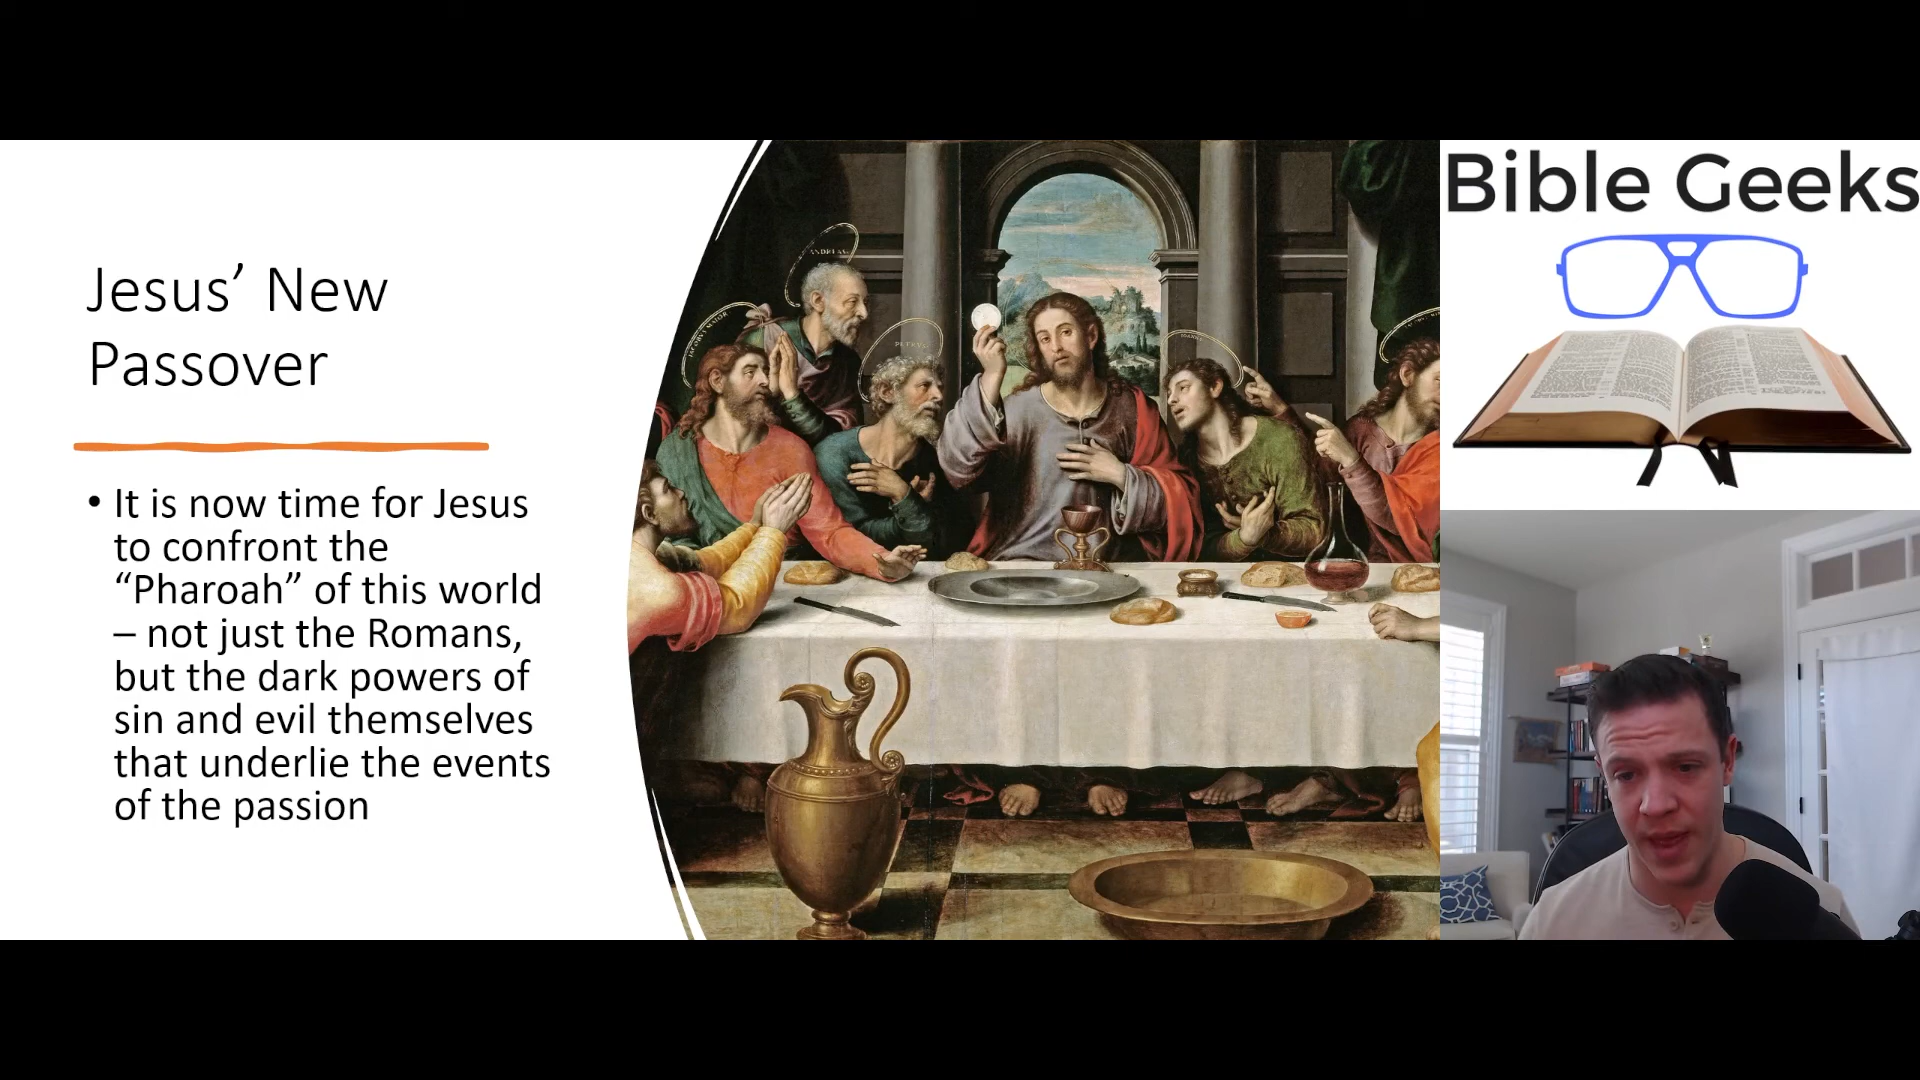 Jesus’ New
Passover
• It is now time for Jesus
to confront the
“Pharoah” of this world
– not just the Romans,
but the dark powers of
sin and evil themselves
that underlie the events
of the passion
ANDREAS
PETRVS
Bible Geeks